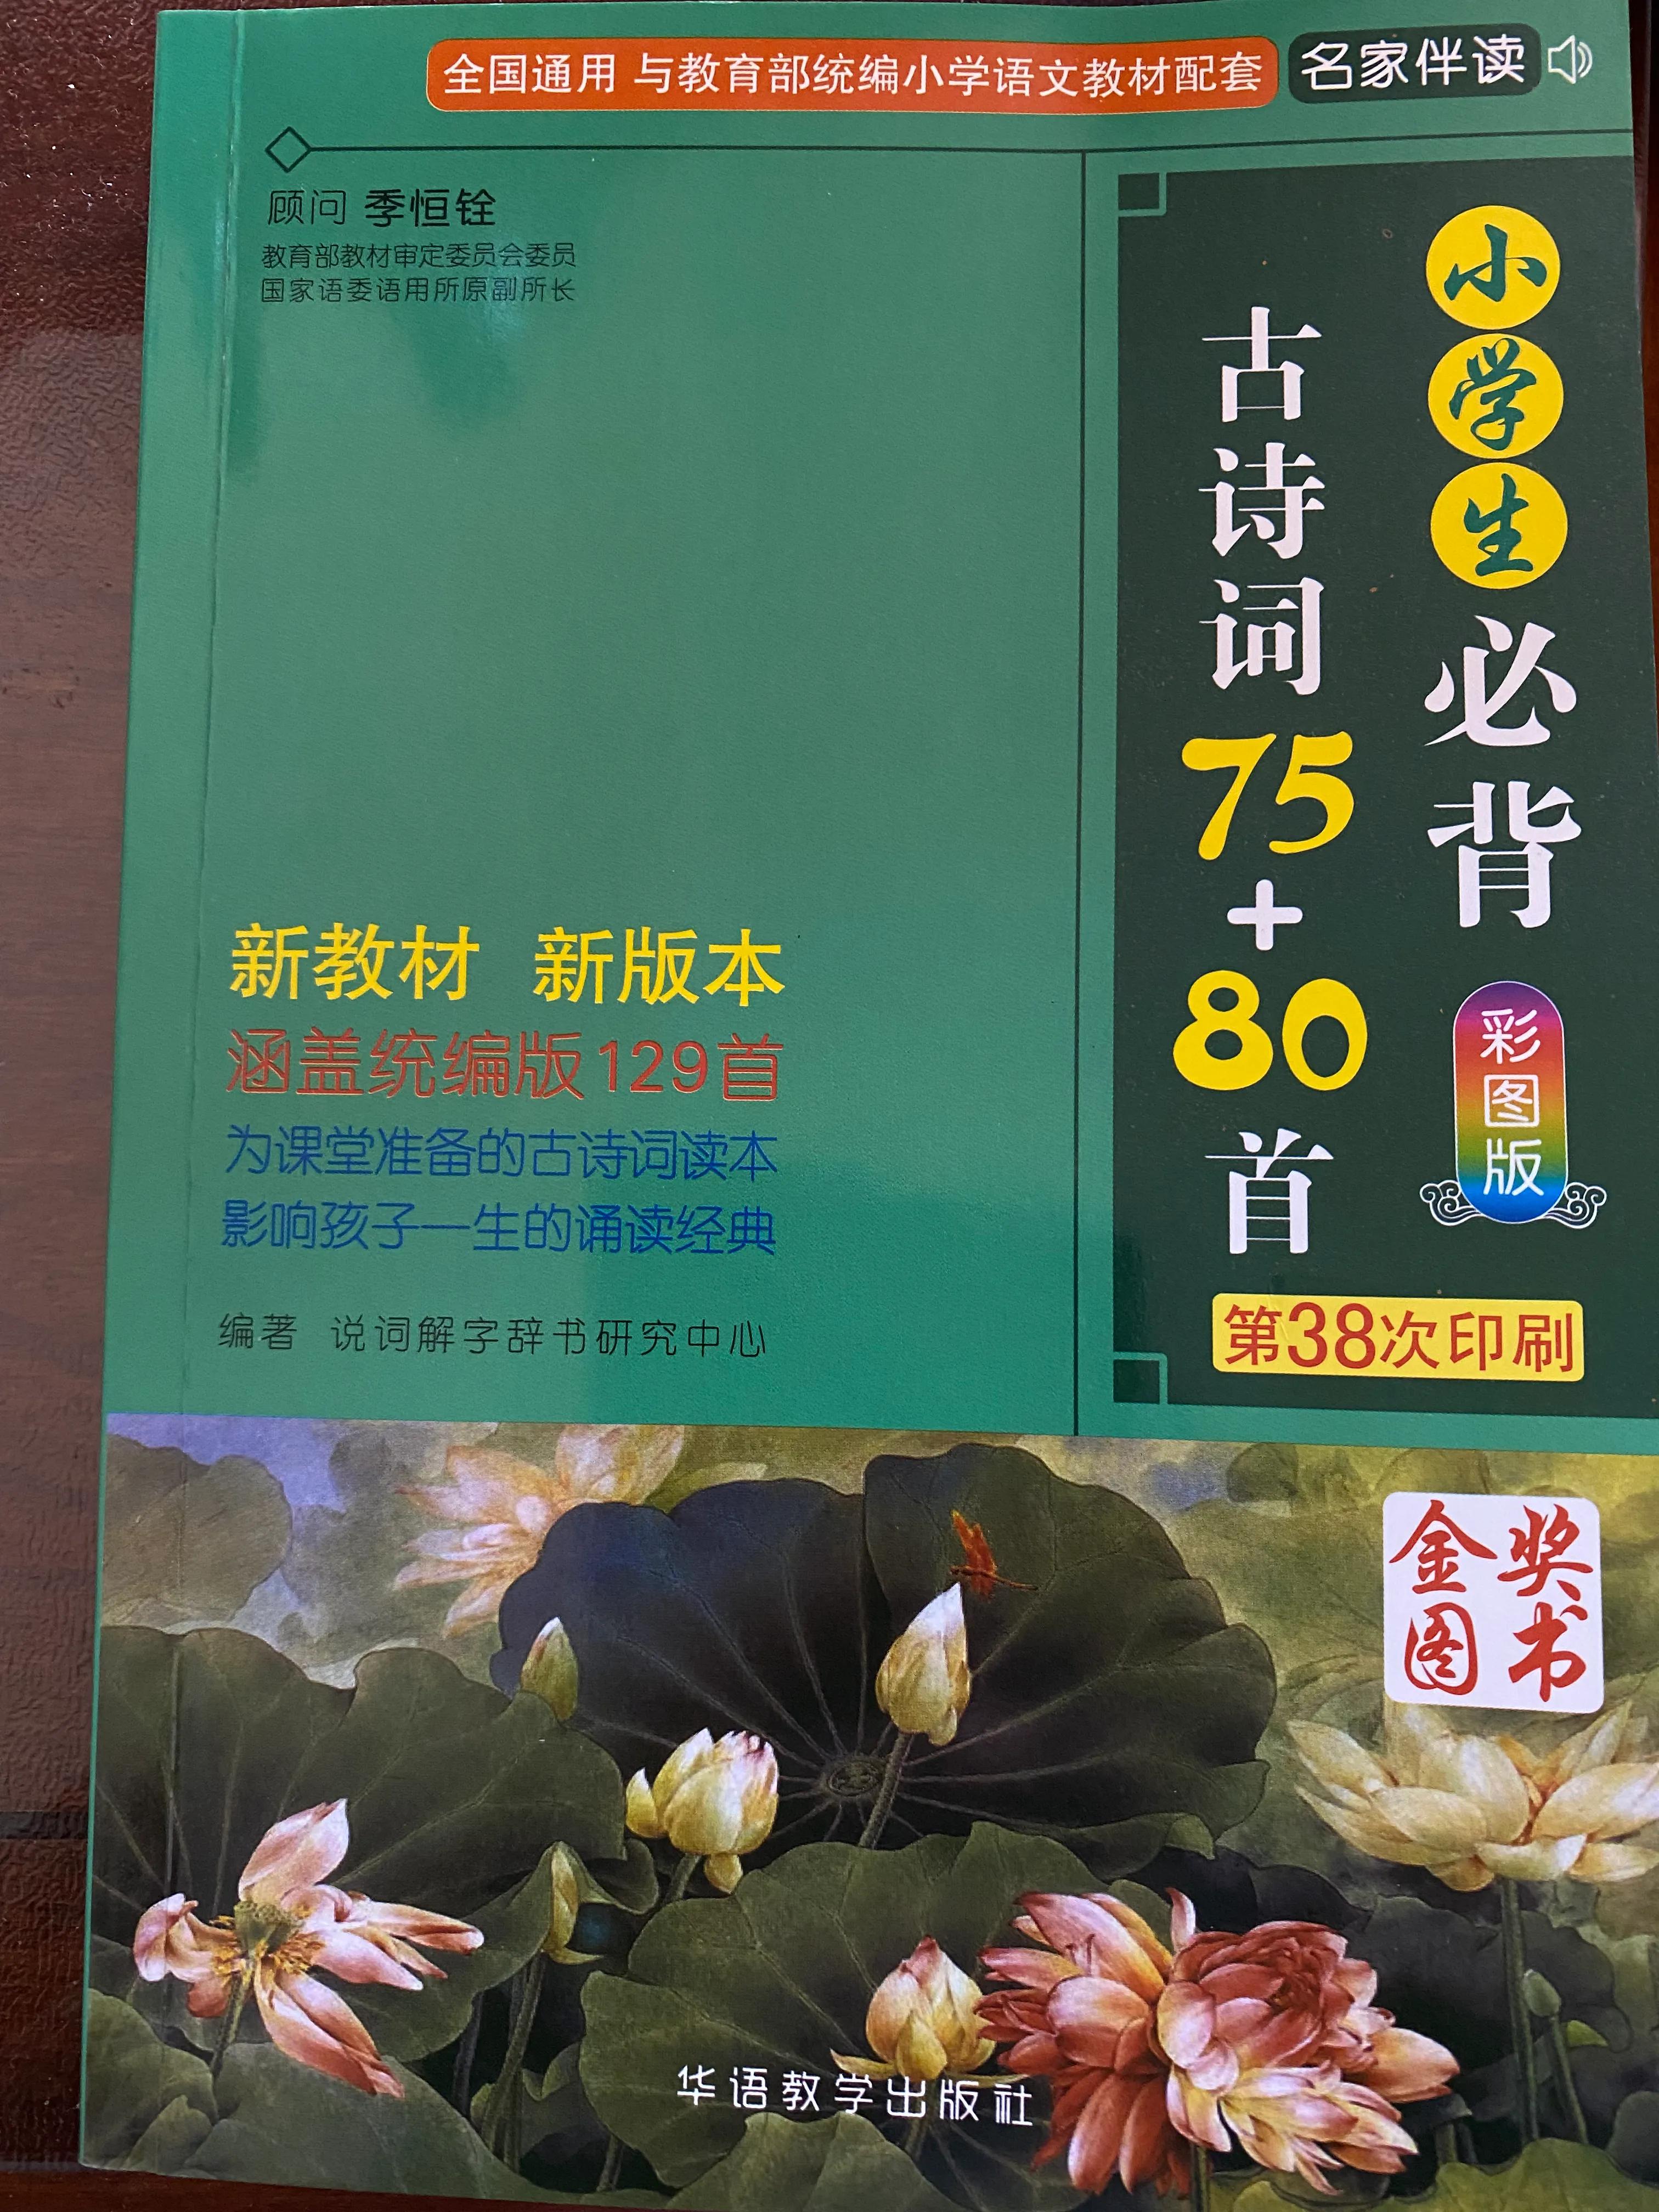 全国通用 与教育部统编小学语文教材配套
名家伴读
顾问 季恒铨
教育部教材审定委员会委员
国家语委语用所原副所长
小学生必背
彩图版
古诗词75+80首
第38次印刷
新教材 新版本
涵盖统编版129首
为课堂准备的古诗词读本
影响孩子一生的诵读经典
编著 说词解字辞书研究中心
金奖
图书
华语教学出版社